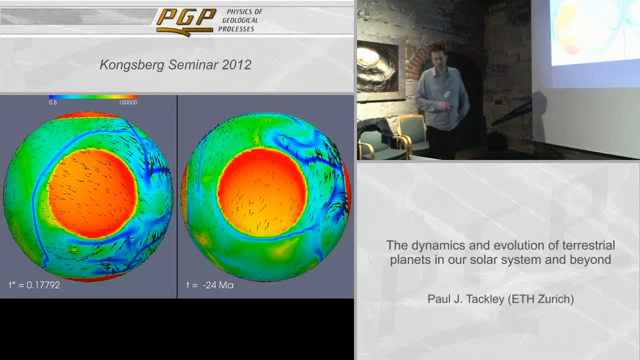 PGP
PHYSICS OF
GEOLOGICAL
PROCESSES
Kongsberg Seminar 2012
0.6
100000
t* = 0.17792
t = -24 Ma
The dynamics and evolution of terrestrial
planets in our solar system and beyond
Paul J. Tackley (ETH Zurich)